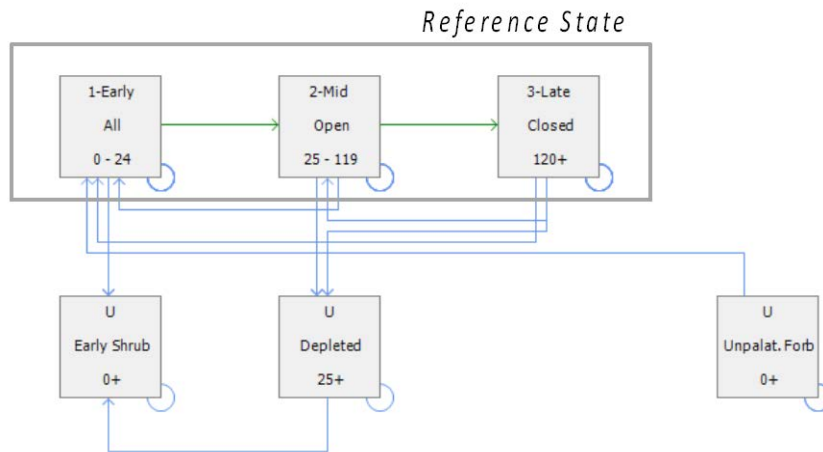 Reference State
1-Early
All
0 - 24
2-Mid
Open
25 - 119
3-Late
Closed
120+
U
Early Shrub
0+
U
Depleted
25+
U
Unpalat. Forb
0+